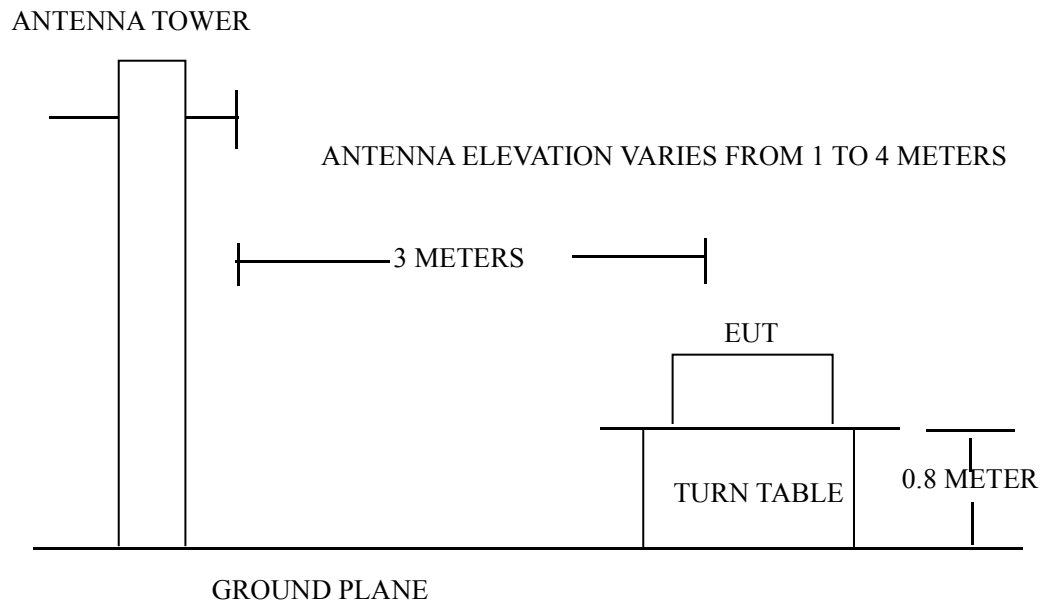 ANTENNA TOWER
ANTENNA ELEVATION VARIES FROM 1 TO 4 METERS
3 METERS
EUT
0.8 METER
TURN TABLE
GROUND PLANE